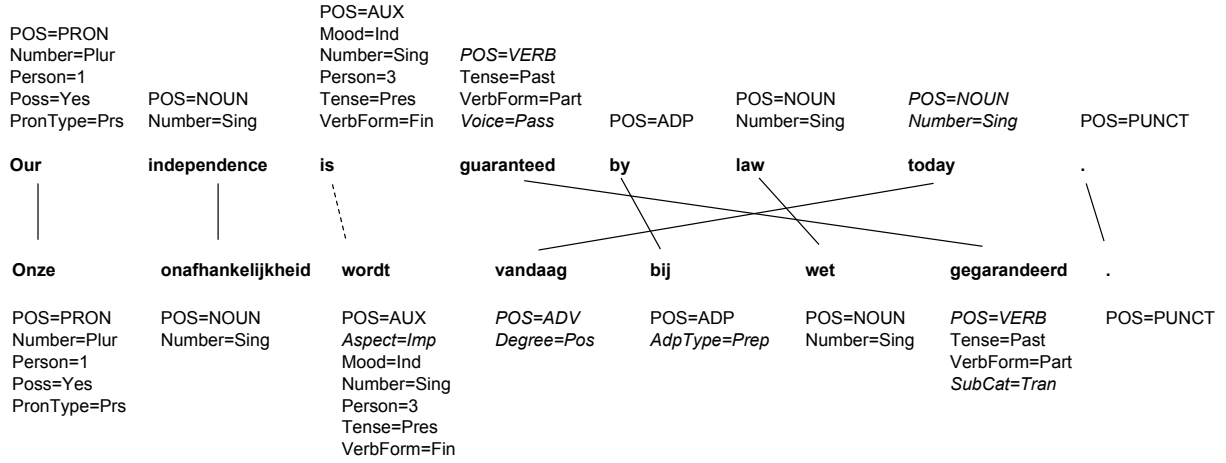 POS=AUX
POS=PRON Mood=Ind
Number=Plur Number=Sing POS=VERB
Person=1 Person=3 Tense=Past
Poss=Yes POS=NOUN Tense=Pres VerbForm=Part POS=NOUN POS=NOUN
PronType=Prs Number=Sing VerbForm=Fin Voice=Pass POS=ADP Number=Sing Number=Sing POS=PUNCT
Our independence is guaranteed by law today .
Onze onafhankelijkheid wordt vandaag bij wet gegarandeerd .
POS=PRON POS=NOUN POS=AUX POS=ADV POS=ADP POS=NOUN POS=VERB POS=PUNCT
Number=Plur Number=Sing Aspect=Imp Degree=Pos AdpType=Prep Number=Sing Tense=Past
Person=1 Mood=Ind VerbForm=Part
Poss=Yes Number=Sing SubCat=Tran
PronType=Prs Person=3
Tense=Pres
VerbForm=Fin